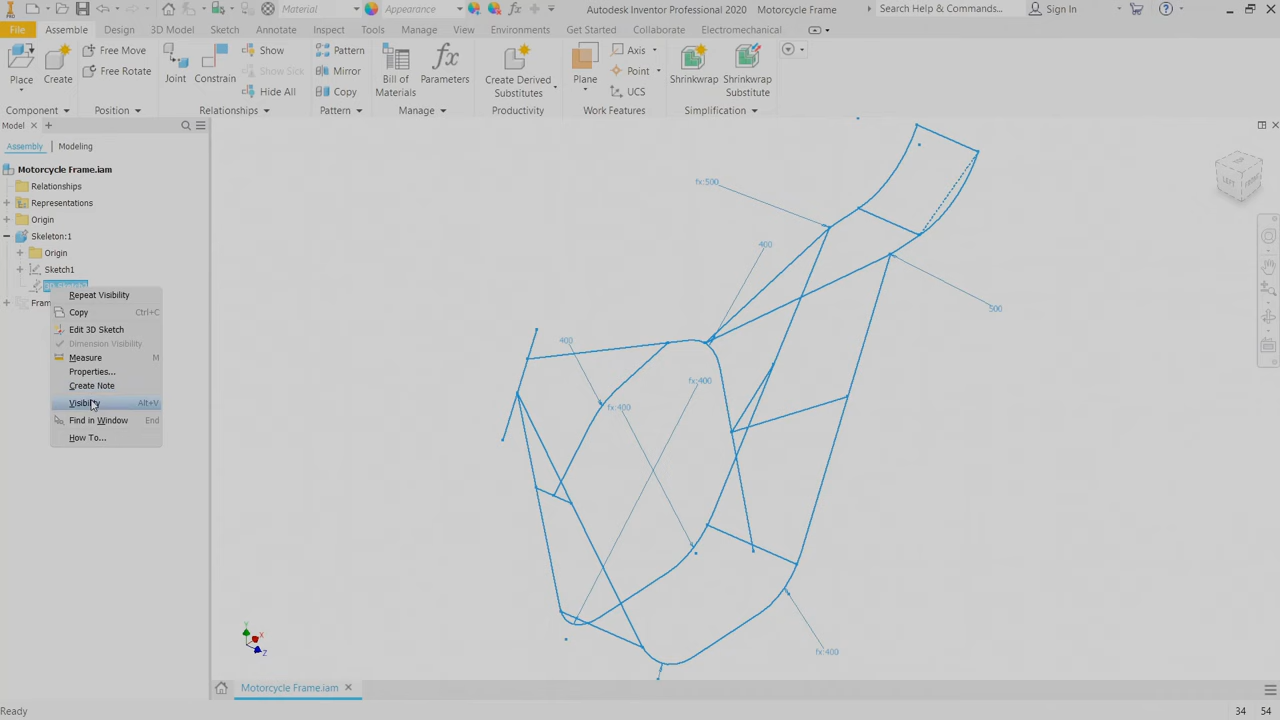 PRO
Material
Appearance
Autodesk Inventor Professional 2020 Motorcycle Frame
Search Help & Commands...
Sign In
File
Assemble
Design
3D Model
Sketch
Annotate
Inspect
Tools
Manage
View
Environments
Get Started
Collaborate
Electromechanical
Place
Create
Free Move
Free Rotate
Joint
Constrain
Show
Show Sick
Hide All
Pattern
Mirror
Copy
Bill of
Materials
Parameters
Create Derived
Substitutes
Plane
Axis
Point
UCS
Shrinkwrap
Shrinkwrap
Substitute
Component
Position
Relationships
Pattern
Manage
Productivity
Work Features
Simplification
Model
Assembly
Modeling
Motorcycle Frame.iam
Relationships
Representations
Origin
Skeleton:1
Origin
Sketch1
Fram
Repeat Visibility
Copy Ctrl+C
Edit 3D Sketch
Dimension Visibility
Measure M
Properties...
Create Note
Visibility Alt+V
Find in Window End
How To...
fx:500
400
500
400
fx:400
fx:400
fx:400
LEFT
FRONT
Y
X
Z
Motorcycle Frame.iam
Ready
34 54